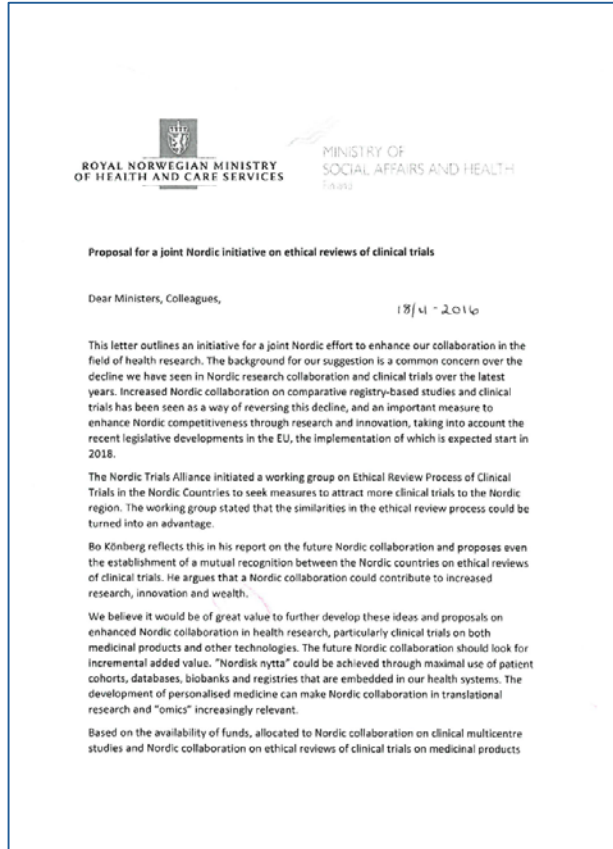 ROYAL NORWEGIAN MINISTRY
OF HEALTH AND CARE SERVICES
MINISTRY OF
SOCIAL AFFAIRS AND HEALTH
Finland
Proposal for a joint Nordic initiative on ethical reviews of clinical trials
Dear Ministers, Colleagues,
18/4-2016
This letter outlines an initiative for a joint Nordic effort to enhance our collaboration in the
field of health research. The background for our suggestion is a common concern over the
decline we have seen in Nordic research collaboration and clinical trials over the latest
years. Increased Nordic collaboration on comparative registry-based studies and clinical
trials has been seen as a way of reversing this decline, and an important measure to
enhance Nordic competitiveness through research and innovation, taking into account the
recent legislative developments in the EU, the implementation of which is expected start in
2018.
The Nordic Trials Alliance initiated a working group on Ethical Review Process of Clinical
Trials in the Nordic Countries to seek measures to attract more clinical trials to the Nordic
region. The working group stated that the similarities in the ethical review process could be
turned into an advantage.
Bo Könberg reflects this in his report on the future Nordic collaboration and proposes even
the establishment of a mutual recognition between the Nordic countries on ethical reviews
of clinical trials. He argues that a Nordic collaboration could contribute to increased
research, innovation and wealth.
We believe it would be of great value to further develop these ideas and proposals on
enhanced Nordic collaboration in health research, particularly clinical trials on both
medicinal products and other technologies. The future Nordic collaboration should look for
incremental added value. "Nordisk nytta" could be achieved through maximal use of patient
cohorts, databases, biobanks and registries that are embedded in our health systems. The
development of personalised medicine can make Nordic collaboration in translational
research and "omics" increasingly relevant.
Based on the availability of funds, allocated to Nordic collaboration on clinical multicentre
studies and Nordic collaboration on ethical reviews of clinical trials on medicinal products